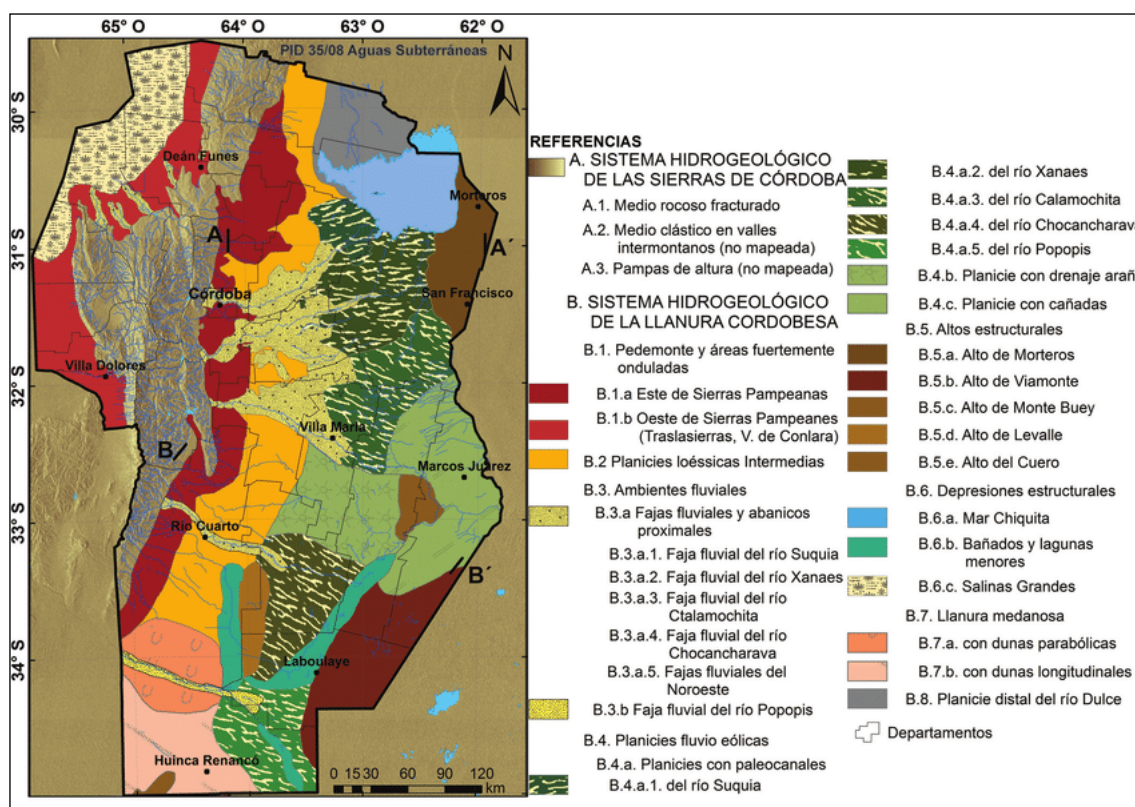 65° O 64° O 63° O 62° O
PID 35/08 Aguas Subterráneas
N
30° S
31° S
32° S
33° S
34° S
Deán Funes
Morteros
A
A´
Córdoba
San Francisco
Villa Dolores
Villa María
B
Marcos Juárez
Río Cuarto
B´
Laboulaye
Huinca Renancó
0 15 30 60 90 120
km
REFERENCIAS
A. SISTEMA HIDROGEOLÓGICO
DE LAS SIERRAS DE CÓRDOBA
A.1. Medio rocoso fracturado
A.2. Medio clástico en valles
intermontanos (no mapeada)
A.3. Pampas de altura (no mapeada)
B. SISTEMA HIDROGEOLÓGICO
DE LA LLANURA CORDOBESA
B.1. Pedemonte y áreas fuertemente
onduladas
B.1.a Este de Sierras Pampeanas
B.1.b Oeste de Sierras Pampeanes
(Traslasierras, V. de Conlara)
B.2 Planicies loéssicas Intermedias
B.3. Ambientes fluviales
B.3.a Fajas fluviales y abanicos
proximales
B.3.a.1. Faja fluvial del río Suquia
B.3.a.2. Faja fluvial del río Xanaes
B.3.a.3. Faja fluvial del río
Ctalamochita
B.3.a.4. Faja fluvial del río
Chocancharava
B.3.a.5. Fajas fluviales del
Noroeste
B.3.b Faja fluvial del río Popopis
B.4. Planicies fluvio eólicas
B.4.a. Planicies con paleocanales
B.4.a.1. del río Suquia
B.4.a.2. del río Xanaes
B.4.a.3. del río Calamochita
B.4.a.4. del río Chocancharava
B.4.a.5. del río Popopis
B.4.b. Planicie con drenaje arañ
B.4.c. Planicie con cañadas
B.5. Altos estructurales
B.5.a. Alto de Morteros
B.5.b. Alto de Viamonte
B.5.c. Alto de Monte Buey
B.5.d. Alto de Levalle
B.5.e. Alto del Cuero
B.6. Depresiones estructurales
B.6.a. Mar Chiquita
B.6.b. Bañados y lagunas
menores
B.6.c. Salinas Grandes
B.7. Llanura medanosa
B.7.a. con dunas parabólicas
B.7.b. con dunas longitudinales
B.8. Planicie distal del río Dulce
Departamentos